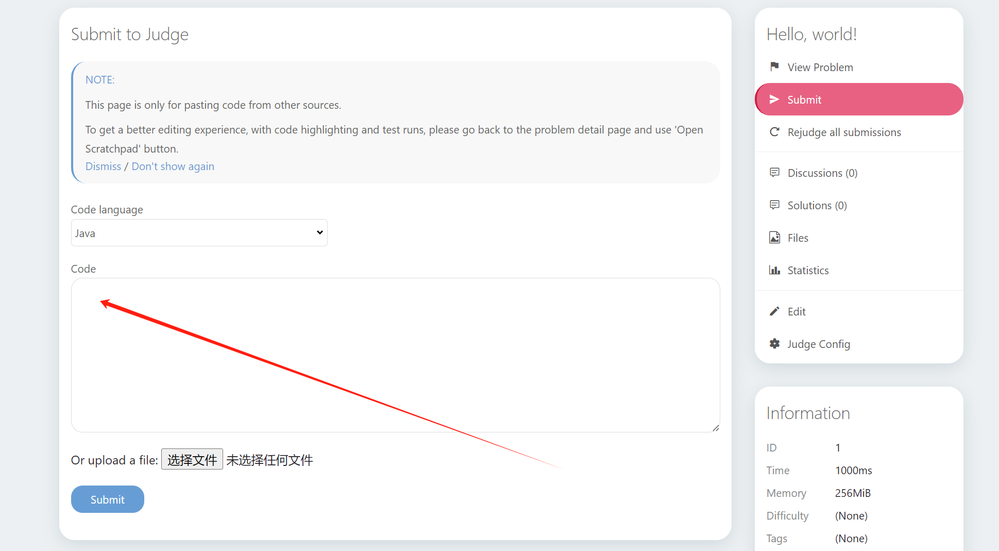 Submit to Judge
NOTE:
This page is only for pasting code from other sources.
To get a better editing experience, with code highlighting and test runs, please go back to the problem detail page and use 'Open
Scratchpad' button.
Dismiss / Don't show again
Code language
Java
Code
Or upload a file: 选择文件 未选择任何文件
Submit
Hello, world!
View Problem
Submit
Rejudge all submissions
Discussions (0)
Solutions (0)
Files
Statistics
Edit
Judge Config
Information
ID 1
Time 1000ms
Memory 256MiB
Difficulty (None)
Tags (None)